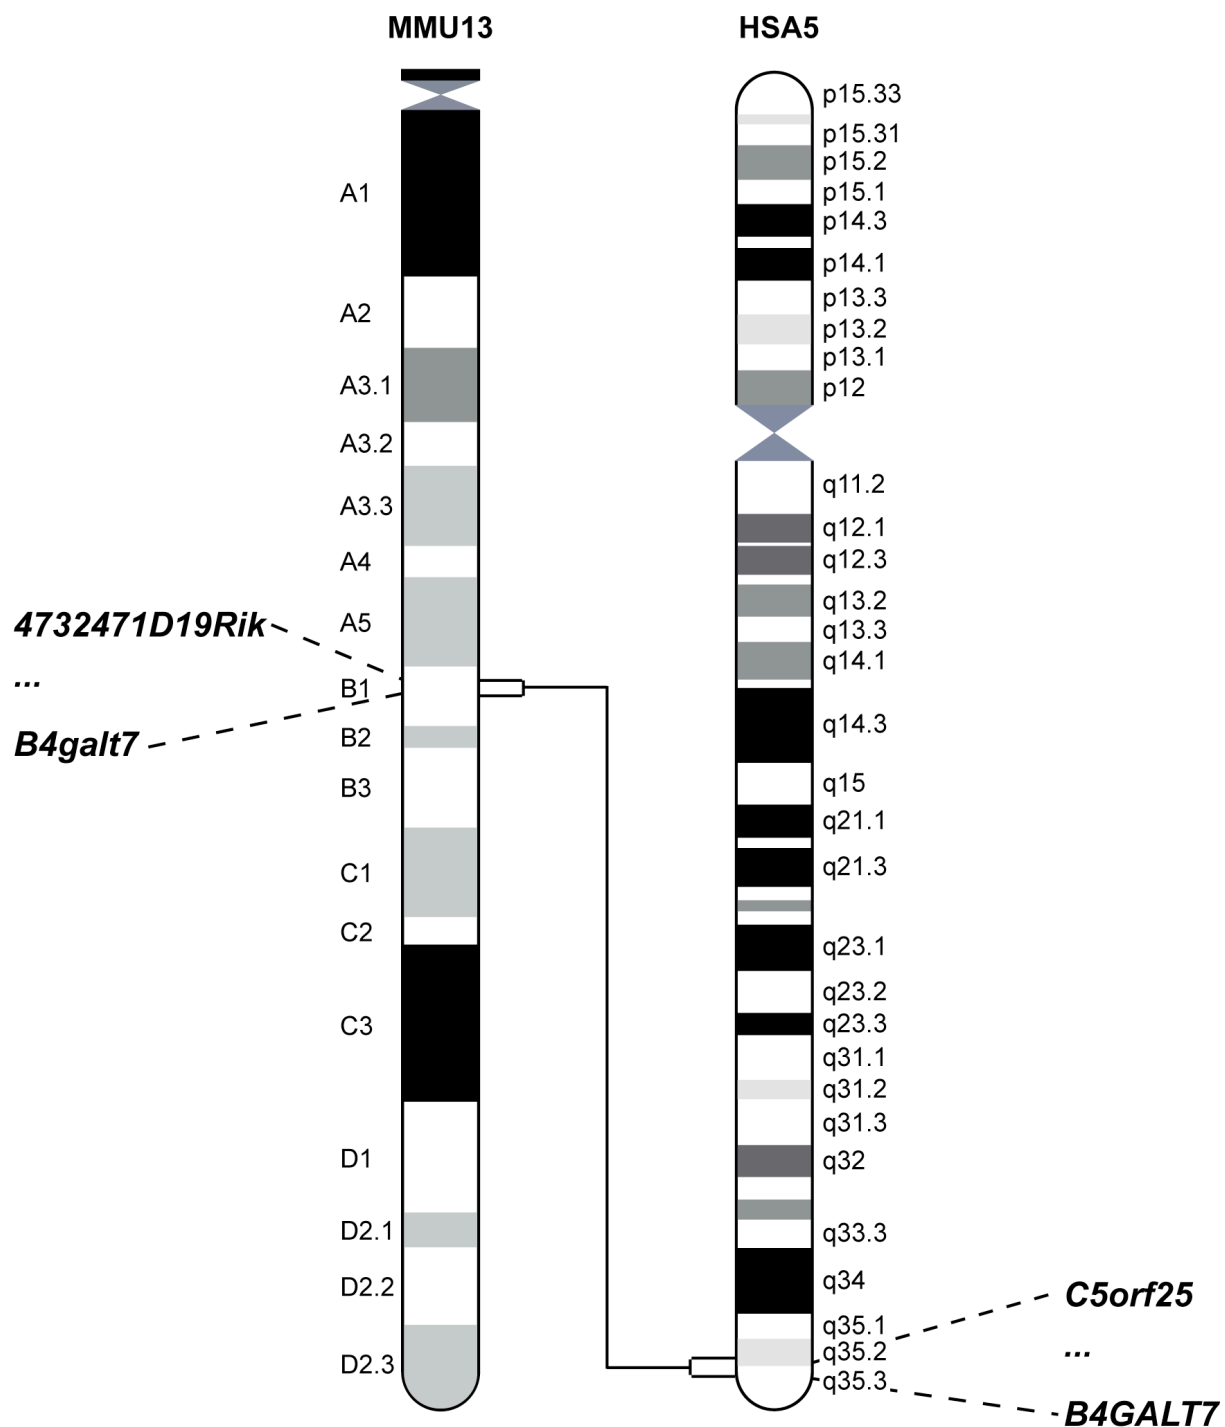 MMU13
HSA5
A1
A2
A3.1
A3.2
A3.3
A4
A5
B1
B2
B3
C1
C2
C3
D1
D2.1
D2.2
D2.3
4732471D19Rik
...
B4galt7
p15.33
p15.31
p15.2
p15.1
p14.3
p14.1
p13.3
p13.2
p13.1
p12
q11.2
q12.1
q12.3
q13.2
q13.3
q14.1
q14.3
q15
q21.1
q21.3
q23.1
q23.2
q23.3
q31.1
q31.2
q31.3
q32
q33.3
q34
q35.1
q35.2
q35.3
C5orf25
...
B4GALT7